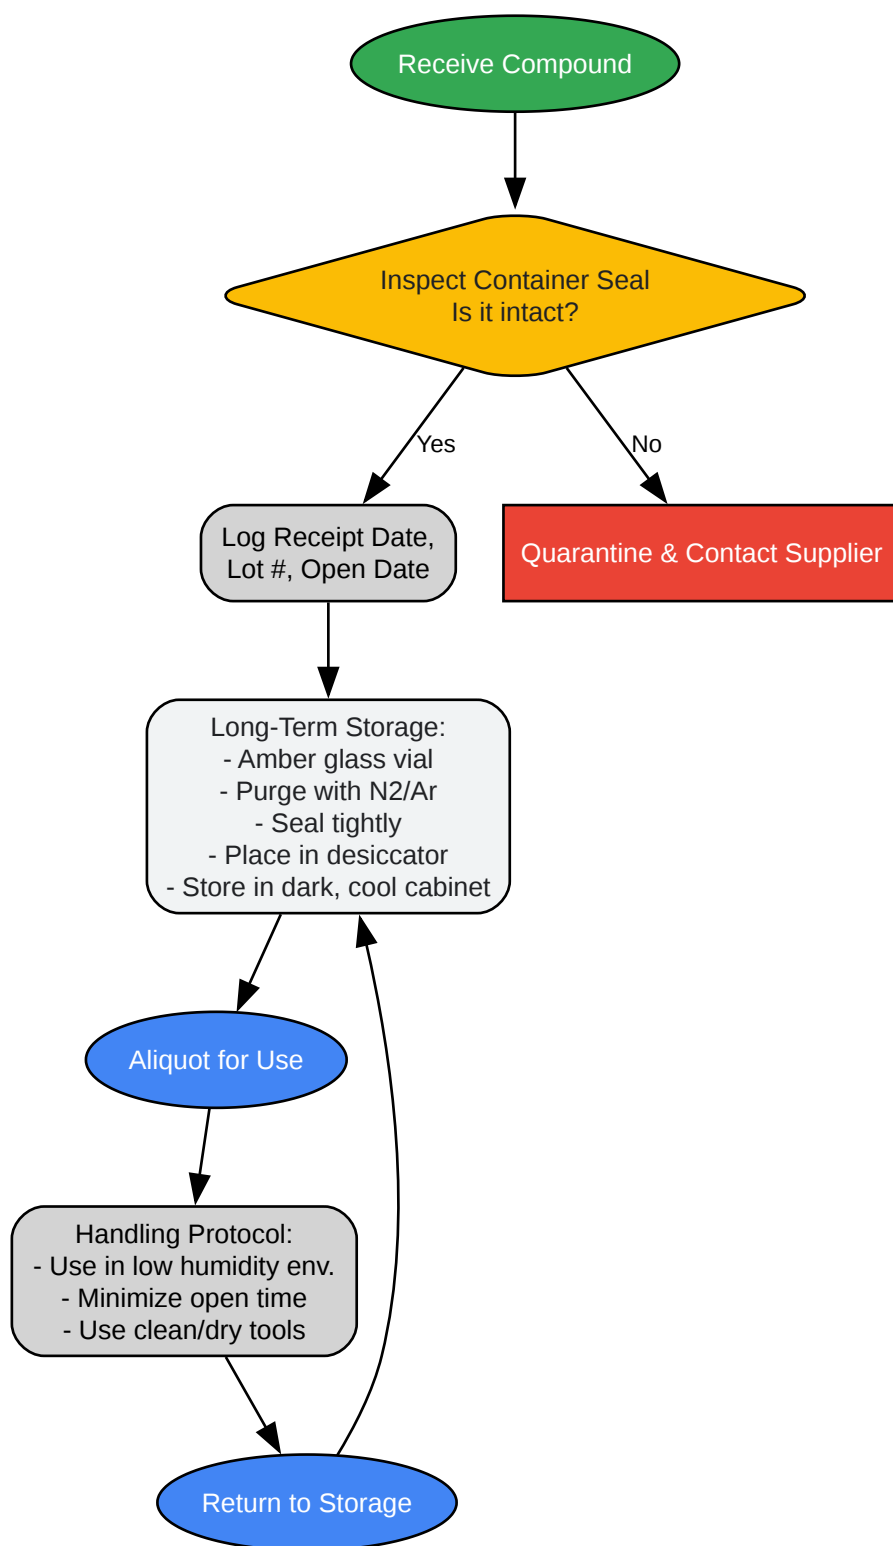 Receive Compound
Inspect Container Seal
Is it intact?
Yes
No
Log Receipt Date,
Lot #, Open Date
Quarantine & Contact Supplier
Long-Term Storage:
- Amber glass vial
- Purge with N2/Ar
- Seal tightly
- Place in desiccator
- Store in dark, cool cabinet
Aliquot for Use
Handling Protocol:
- Use in low humidity env.
- Minimize open time
- Use clean/dry tools
Return to Storage